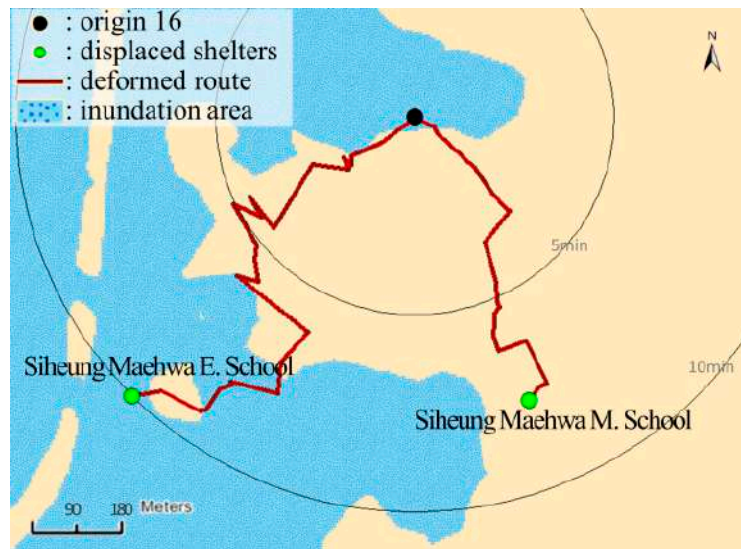 : origin 16
: displaced shelters
: deformed route
: inundation area
N
5min
10min
Siheung Maehwa E. School
Siheung Maehwa M. School
90 180 Meters